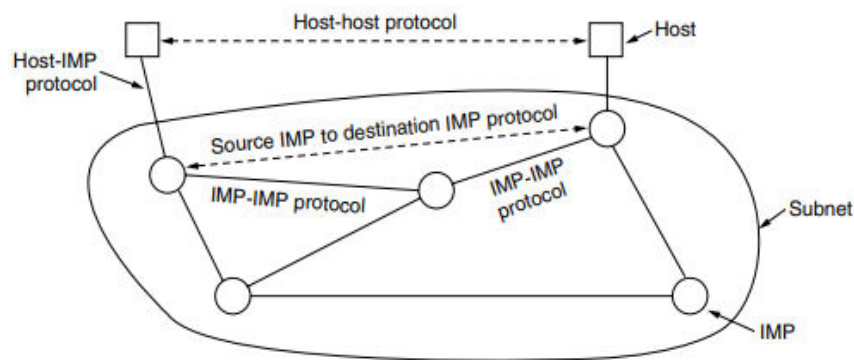 Host-host protocol
Host
Host-IMP
protocol
Source IMP to destination IMP protocol
IMP-IMP protocol
IMP-IMP
protocol
Subnet
IMP